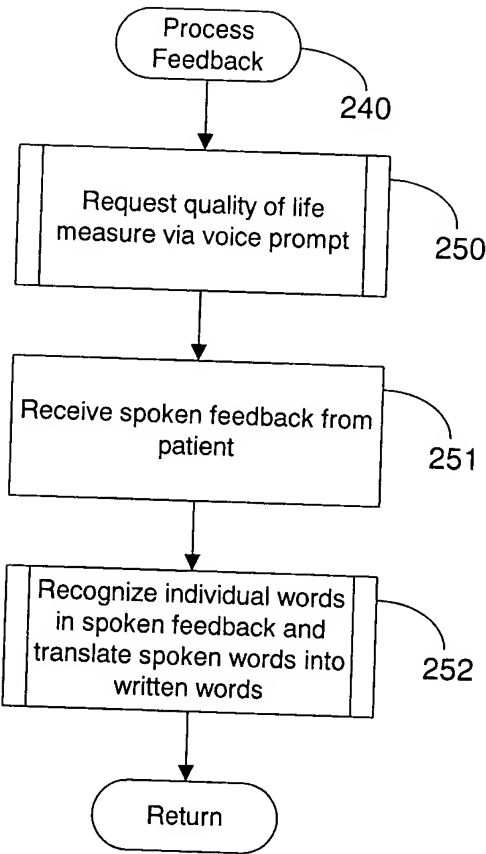 Process
Feedback
240
Request quality of life
measure via voice prompt
250
Receive spoken feedback from
patient
251
Recognize individual words
in spoken feedback and
translate spoken words into
written words
252
Return